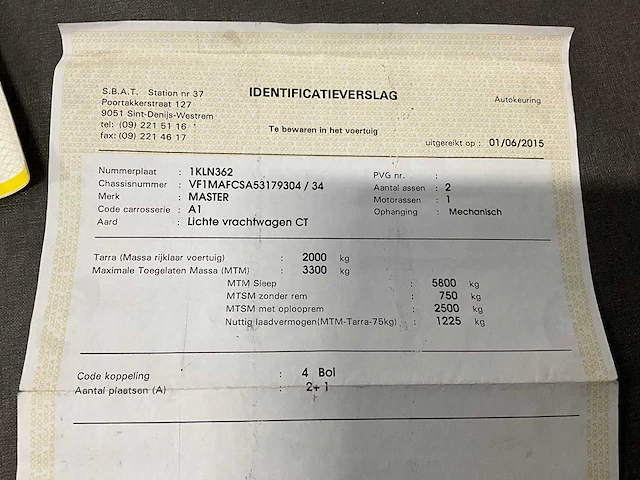 S.B.A.T. Station nr 37
Poortakkerstraat 127
9051 Sint-Denijs-Westrem
tel: (09) 221 51 16
fax: (09) 221 46 17
IDENTIFICATIEVERSLAG
Autokeuring
Te bewaren in het voertuig
uitgereikt op : 01/06/2015
Nummerplaat : 1KLN362
Chassisnummer : VF1MAFCSA53179304 / 34
Merk : MASTER
Code carrosserie : A1
Aard : Lichte vrachtwagen CT
PVG nr. :
Aantal assen : 2
Motorassen : 1
Ophanging : Mechanisch
Tarra (Massa rijklaar voertuig) : 2000 kg
Maximale Toegelaten Massa (MTM) : 3300 kg
MTM Sleep : 5800 kg
MTSM zonder rem : 750 kg
MTSM met oplooprem : 2500 kg
Nuttig laadvermogen(MTM-Tarra-75kg) : 1225 kg
Code koppeling : 4 Bol
Aantal plaatsen (A) : 2+ 1